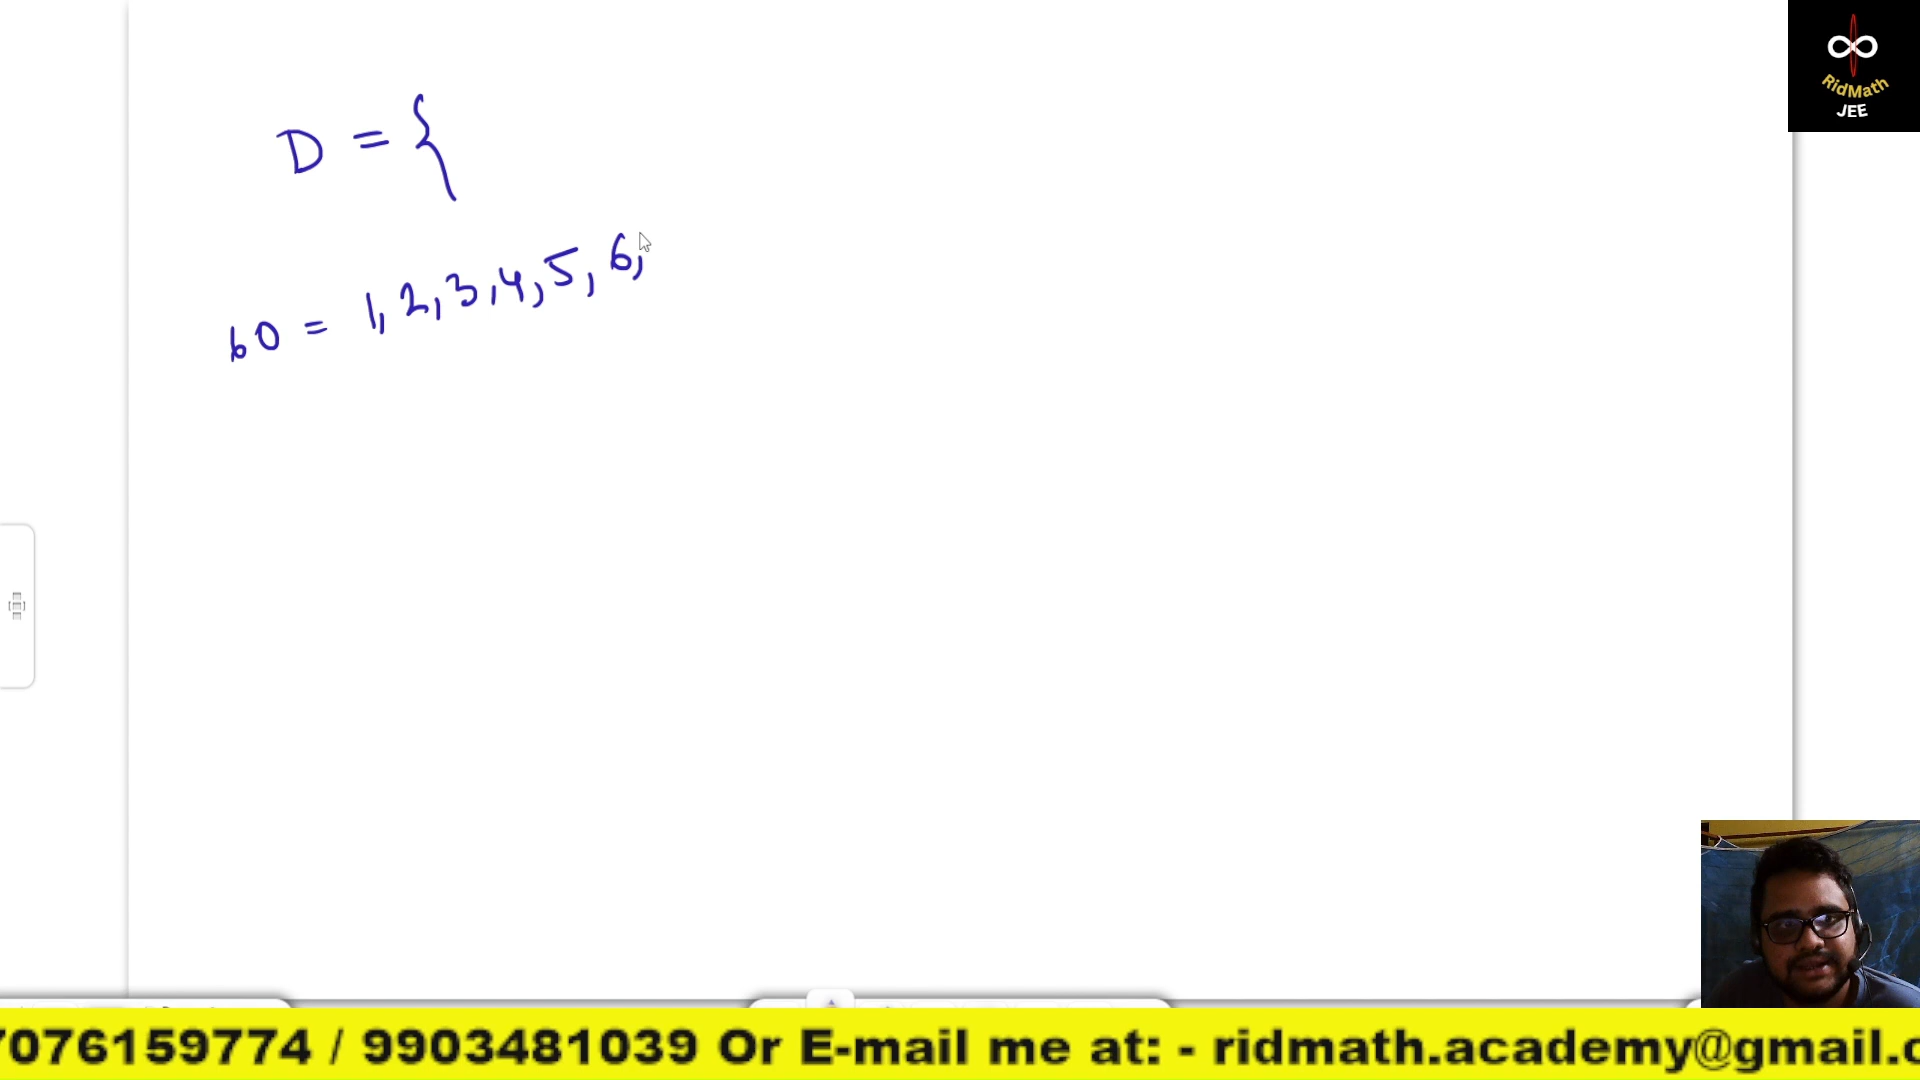 D = {
60 = 1, 2, 3, 4, 5, 6,
RidMath
JEE
7076159774 / 9903481039 Or E-mail me at: - ridmath.academy@gmail.c